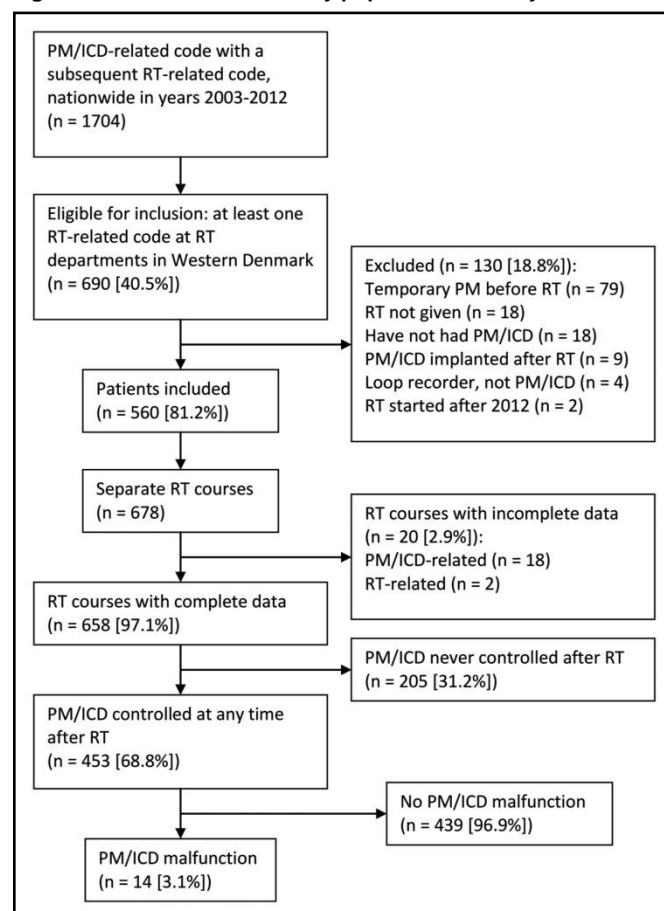 PM/ICD-related code with a
subsequent RT-related code,
nationwide in years 2003-2012
(n = 1704)
Eligible for inclusion: at least one
RT-related code at RT
departments in Western Denmark
(n = 690 [40.5%])
Excluded (n = 130 [18.8%]):
Temporary PM before RT (n = 79)
RT not given (n = 18)
Have not had PM/ICD (n = 18)
PM/ICD implanted after RT (n = 9)
Loop recorder, not PM/ICD (n = 4)
RT started after 2012 (n = 2)
Patients included
(n = 560 [81.2%])
Separate RT courses
(n = 678)
RT courses with incomplete data
(n = 20 [2.9%]):
PM/ICD-related (n = 18)
RT-related (n = 2)
RT courses with complete data
(n = 658 [97.1%])
PM/ICD never controlled after RT
(n = 205 [31.2%])
PM/ICD controlled at any time
after RT
(n = 453 [68.8%])
No PM/ICD malfunction
(n = 439 [96.9%])
PM/ICD malfunction
(n = 14 [3.1%])